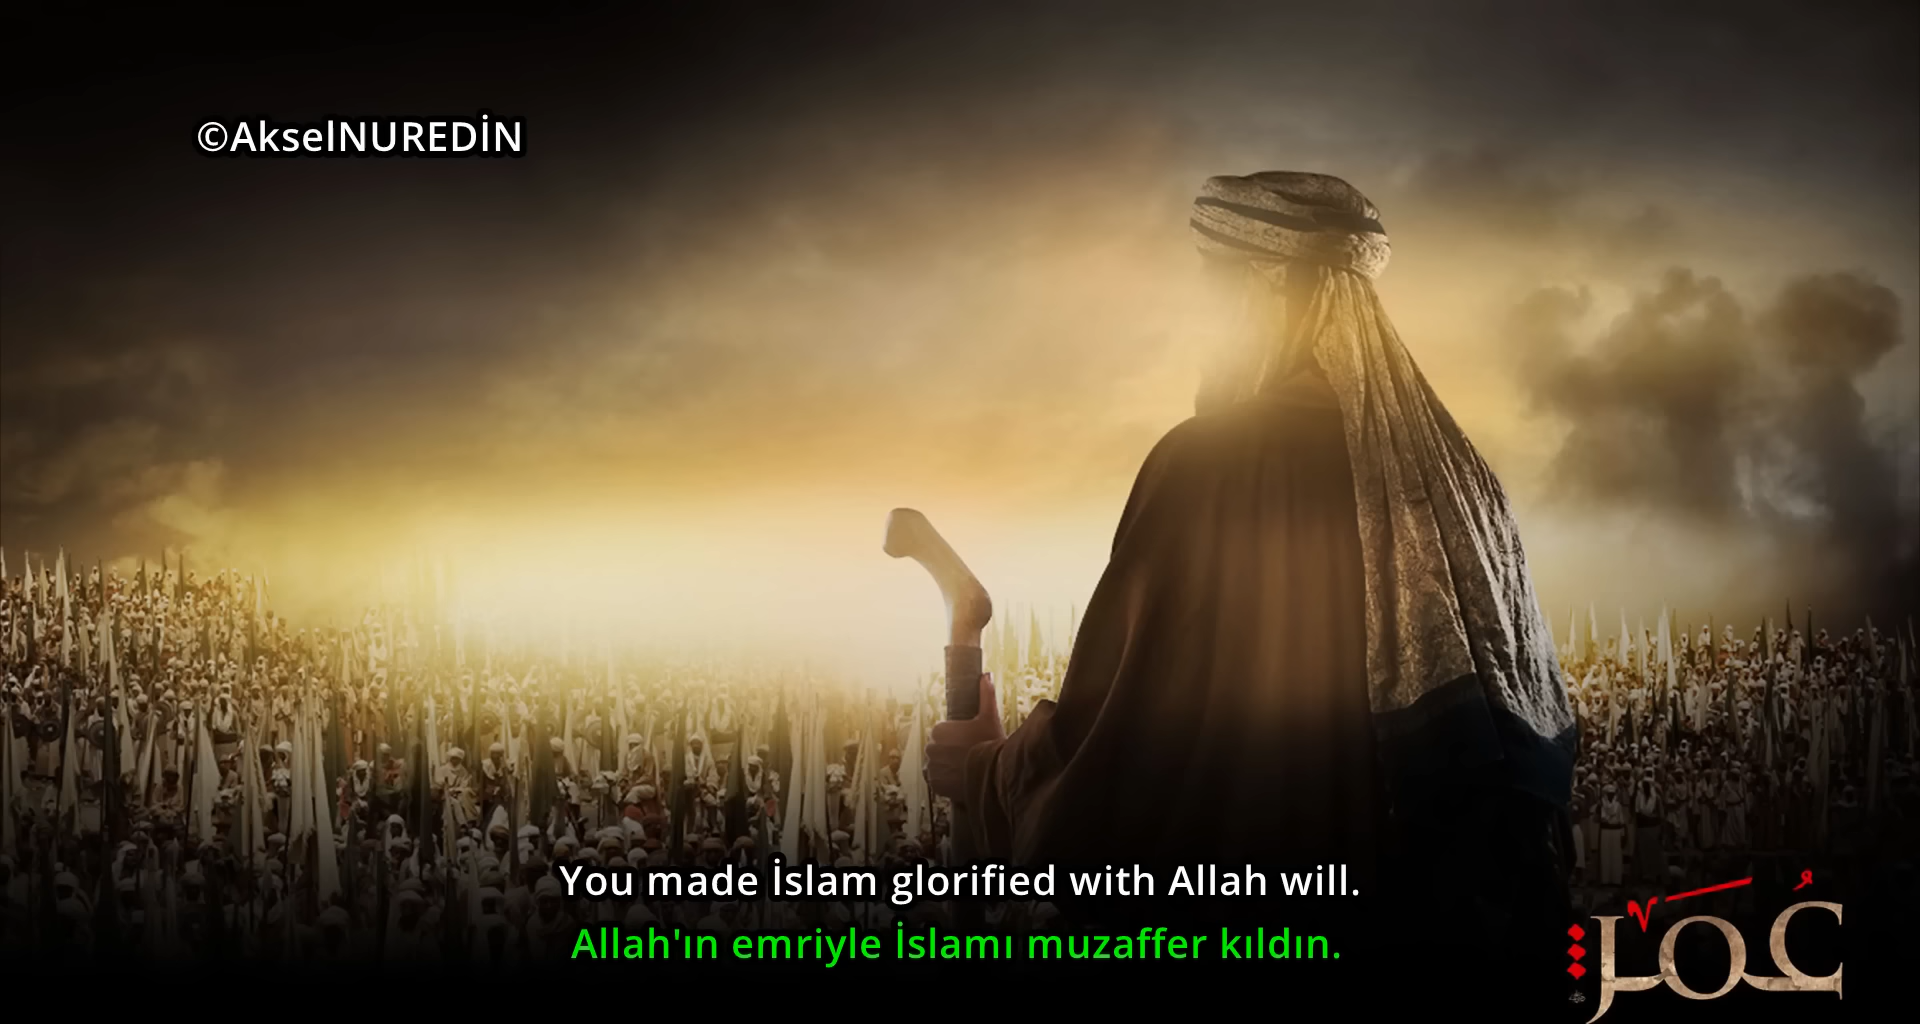 ©AkselNUREDİN
You made İslam glorified with Allah will.
Allah'ın emriyle İslamı muzaffer kıldın.
عُمَر